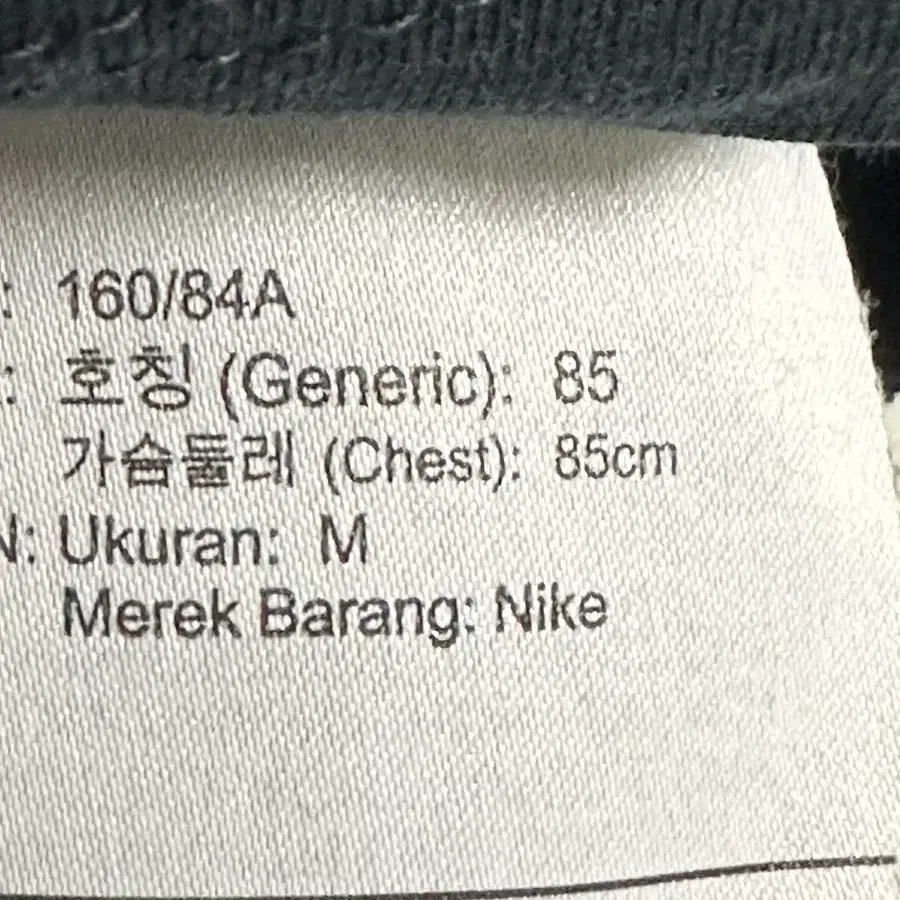 : 160/84A
: 호칭 (Generic): 85
가슴둘레 (Chest): 85cm
N: Ukuran: M
Merek Barang: Nike